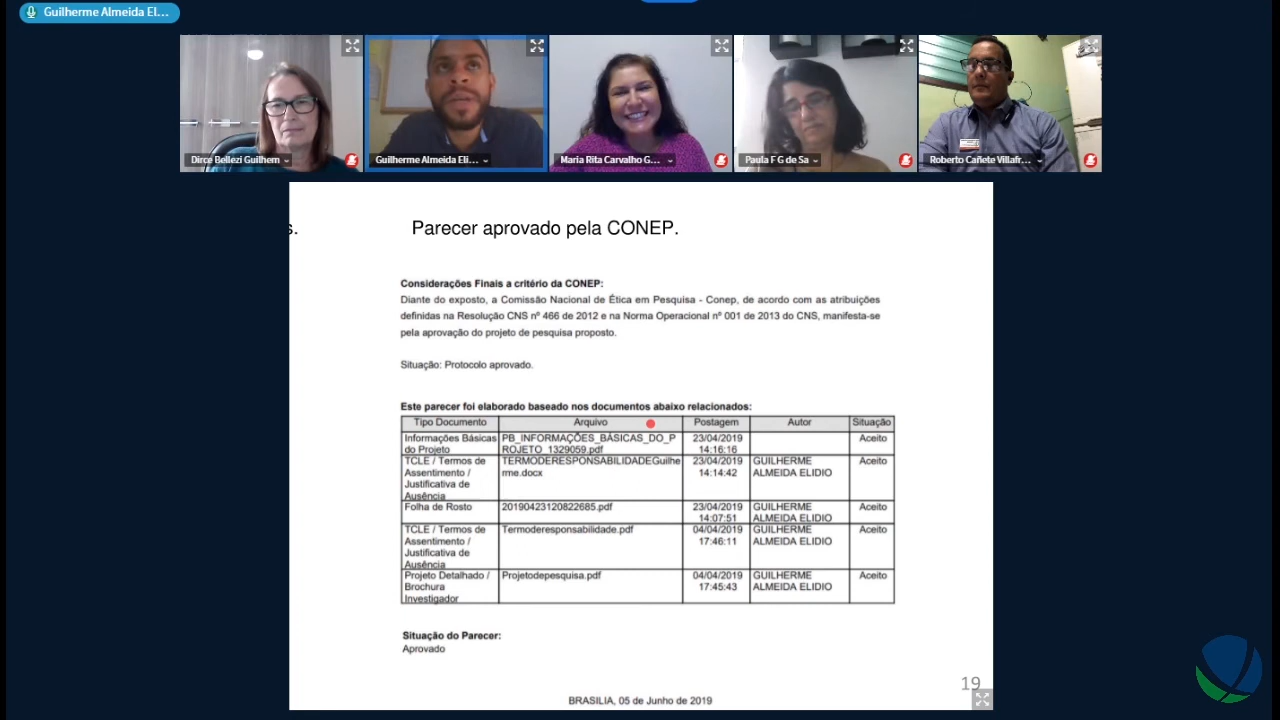 Guilherme Almeida El...
Dirce Bellezi Guilhem
Guilherme Almeida Eli...
Maria Rita Carvalho G...
Paula F G de Sa
Roberto Cañete Villafr...
s.
Parecer aprovado pela CONEP.
Considerações Finais a critério da CONEP:
Diante do exposto, a Comissão Nacional de Ética em Pesquisa - Conep, de acordo com as atribuições
definidas na Resolução CNS nº 466 de 2012 e na Norma Operacional nº 001 de 2013 do CNS, manifesta-se
pela aprovação do projeto de pesquisa proposto.
Situação: Protocolo aprovado.
Este parecer foi elaborado baseado nos documentos abaixo relacionados:
Tipo Documento Arquivo Postagem Autor Situação
Informações Básicas PB_INFORMAÇÕES_BÁSICAS_DO_P 23/04/2019 Aceito
do Projeto ROJETO_1329059.pdf 14:16:16
TCLE / Termos de TERMODERESPONSABILIDADEGuilhe 23/04/2019 GUILHERME Aceito
Assentimento / rme.docx 14:14:42 ALMEIDA ELIDIO
Justificativa de
Ausência
Folha de Rosto 20190423120822685.pdf 23/04/2019 GUILHERME Aceito
14:07:51 ALMEIDA ELIDIO
TCLE / Termos de Termoderesponsabilidade.pdf 04/04/2019 GUILHERME Aceito
Assentimento / 17:46:11 ALMEIDA ELIDIO
Justificativa de
Ausência
Projeto Detalhado / Projetodepesquisa.pdf 04/04/2019 GUILHERME Aceito
Brochura 17:45:43 ALMEIDA ELIDIO
Investigador
Situação do Parecer:
Aprovado
19
BRASILIA, 05 de Junho de 2019